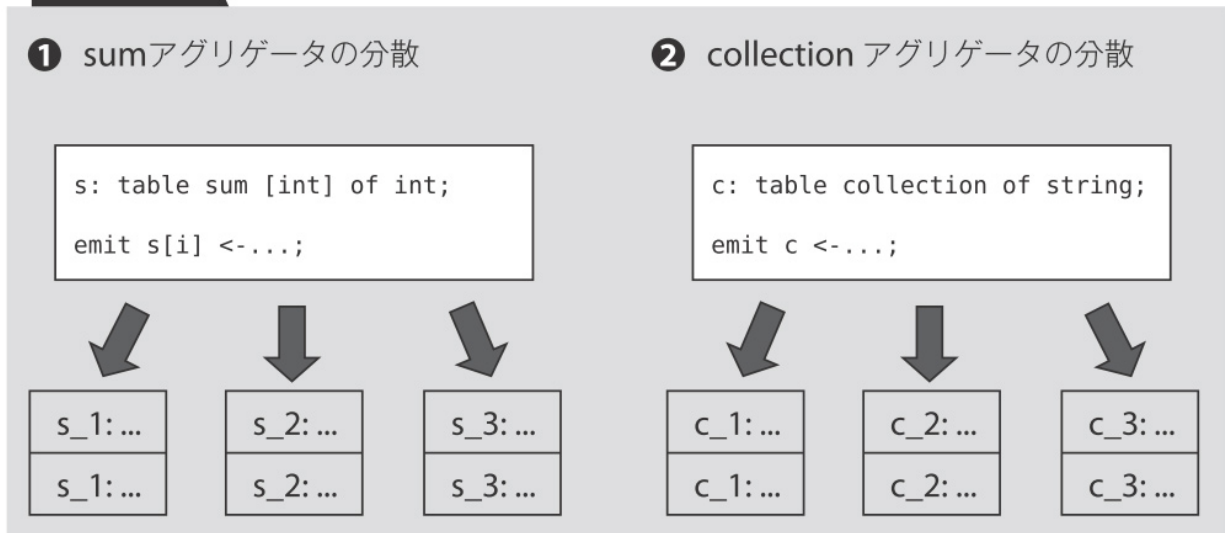 ❶ sumアグリゲータの分散
s: table sum [int] of int;
emit s[i] <-...;
s_1: ... s_2: ... s_3: ...
s_1: ... s_2: ... s_3: ...
❷ collection アグリゲータの分散
c: table collection of string;
emit c <-...;
c_1: ... c_2: ... c_3: ...
c_1: ... c_2: ... c_3: ...